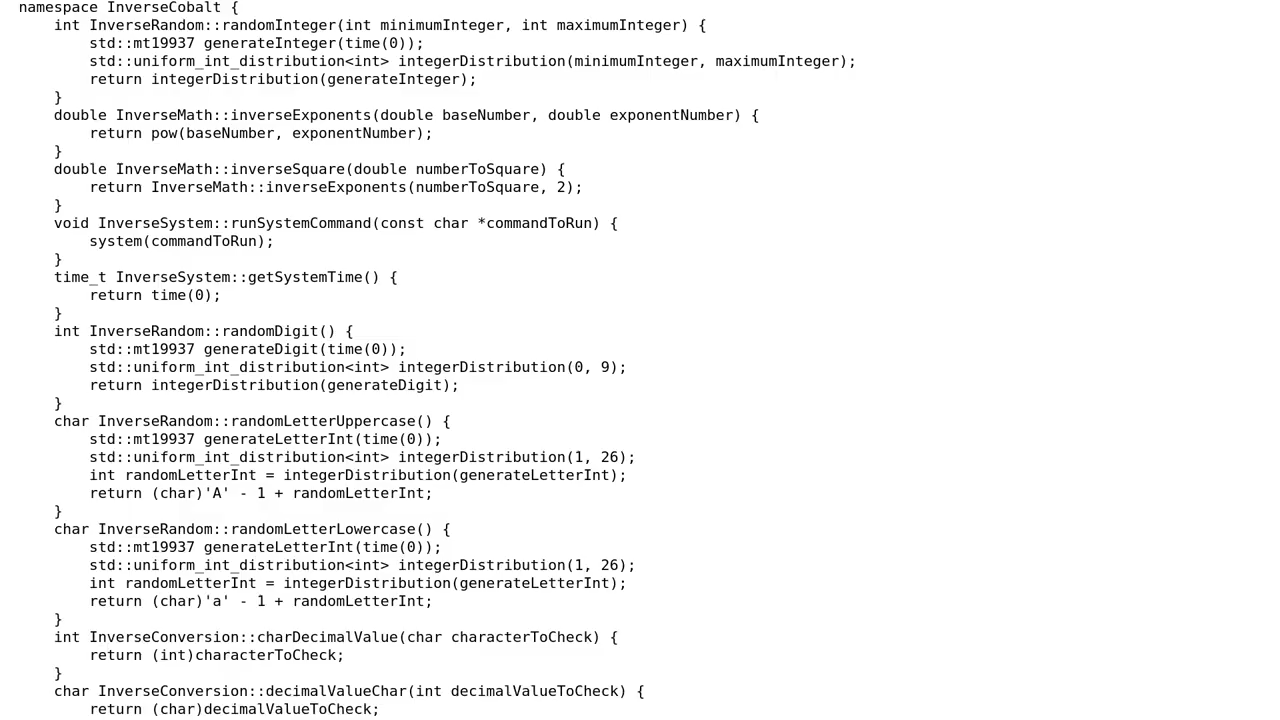 namespace InverseCobalt {
    int InverseRandom::randomInteger(int minimumInteger, int maximumInteger) {
        std::mt19937 generateInteger(time(0));
        std::uniform_int_distribution<int> integerDistribution(minimumInteger, maximumInteger);
        return integerDistribution(generateInteger);
    }
    double InverseMath::inverseExponents(double baseNumber, double exponentNumber) {
        return pow(baseNumber, exponentNumber);
    }
    double InverseMath::inverseSquare(double numberToSquare) {
        return InverseMath::inverseExponents(numberToSquare, 2);
    }
    void InverseSystem::runSystemCommand(const char *commandToRun) {
        system(commandToRun);
    }
    time_t InverseSystem::getSystemTime() {
        return time(0);
    }
    int InverseRandom::randomDigit() {
        std::mt19937 generateDigit(time(0));
        std::uniform_int_distribution<int> integerDistribution(0, 9);
        return integerDistribution(generateDigit);
    }
    char InverseRandom::randomLetterUppercase() {
        std::mt19937 generateLetterInt(time(0));
        std::uniform_int_distribution<int> integerDistribution(1, 26);
        int randomLetterInt = integerDistribution(generateLetterInt);
        return (char)'A' - 1 + randomLetterInt;
    }
    char InverseRandom::randomLetterLowercase() {
        std::mt19937 generateLetterInt(time(0));
        std::uniform_int_distribution<int> integerDistribution(1, 26);
        int randomLetterInt = integerDistribution(generateLetterInt);
        return (char)'a' - 1 + randomLetterInt;
    }
    int InverseConversion::charDecimalValue(char characterToCheck) {
        return (int)characterToCheck;
    }
    char InverseConversion::decimalValueChar(int decimalValueToCheck) {
        return (char)decimalValueToCheck;